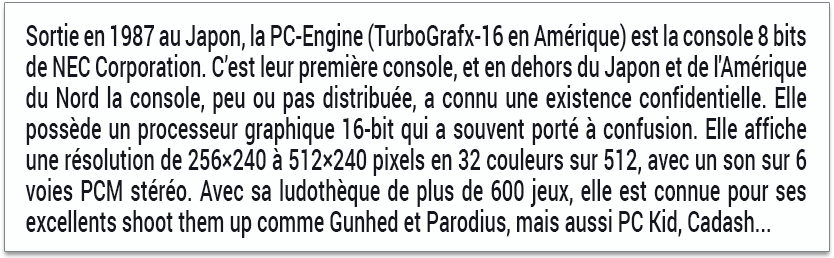 Sortie en 1987 au Japon, la PC-Engine (TurboGrafx-16 en Amérique) est la console 8 bits
de NEC Corporation. C'est leur première console, et en dehors du Japon et de l'Amérique
du Nord la console, peu ou pas distribuée, a connu une existence confidentielle. Elle
possède un processeur graphique 16-bit qui a souvent porté à confusion. Elle affiche
une résolution de 256×240 à 512×240 pixels en 32 couleurs sur 512, avec un son sur 6
voies PCM stéréo. Avec sa ludothèque de plus de 600 jeux, elle est connue pour ses
excellents shoot them up comme Gunhed et Parodius, mais aussi PC Kid, Cadash...